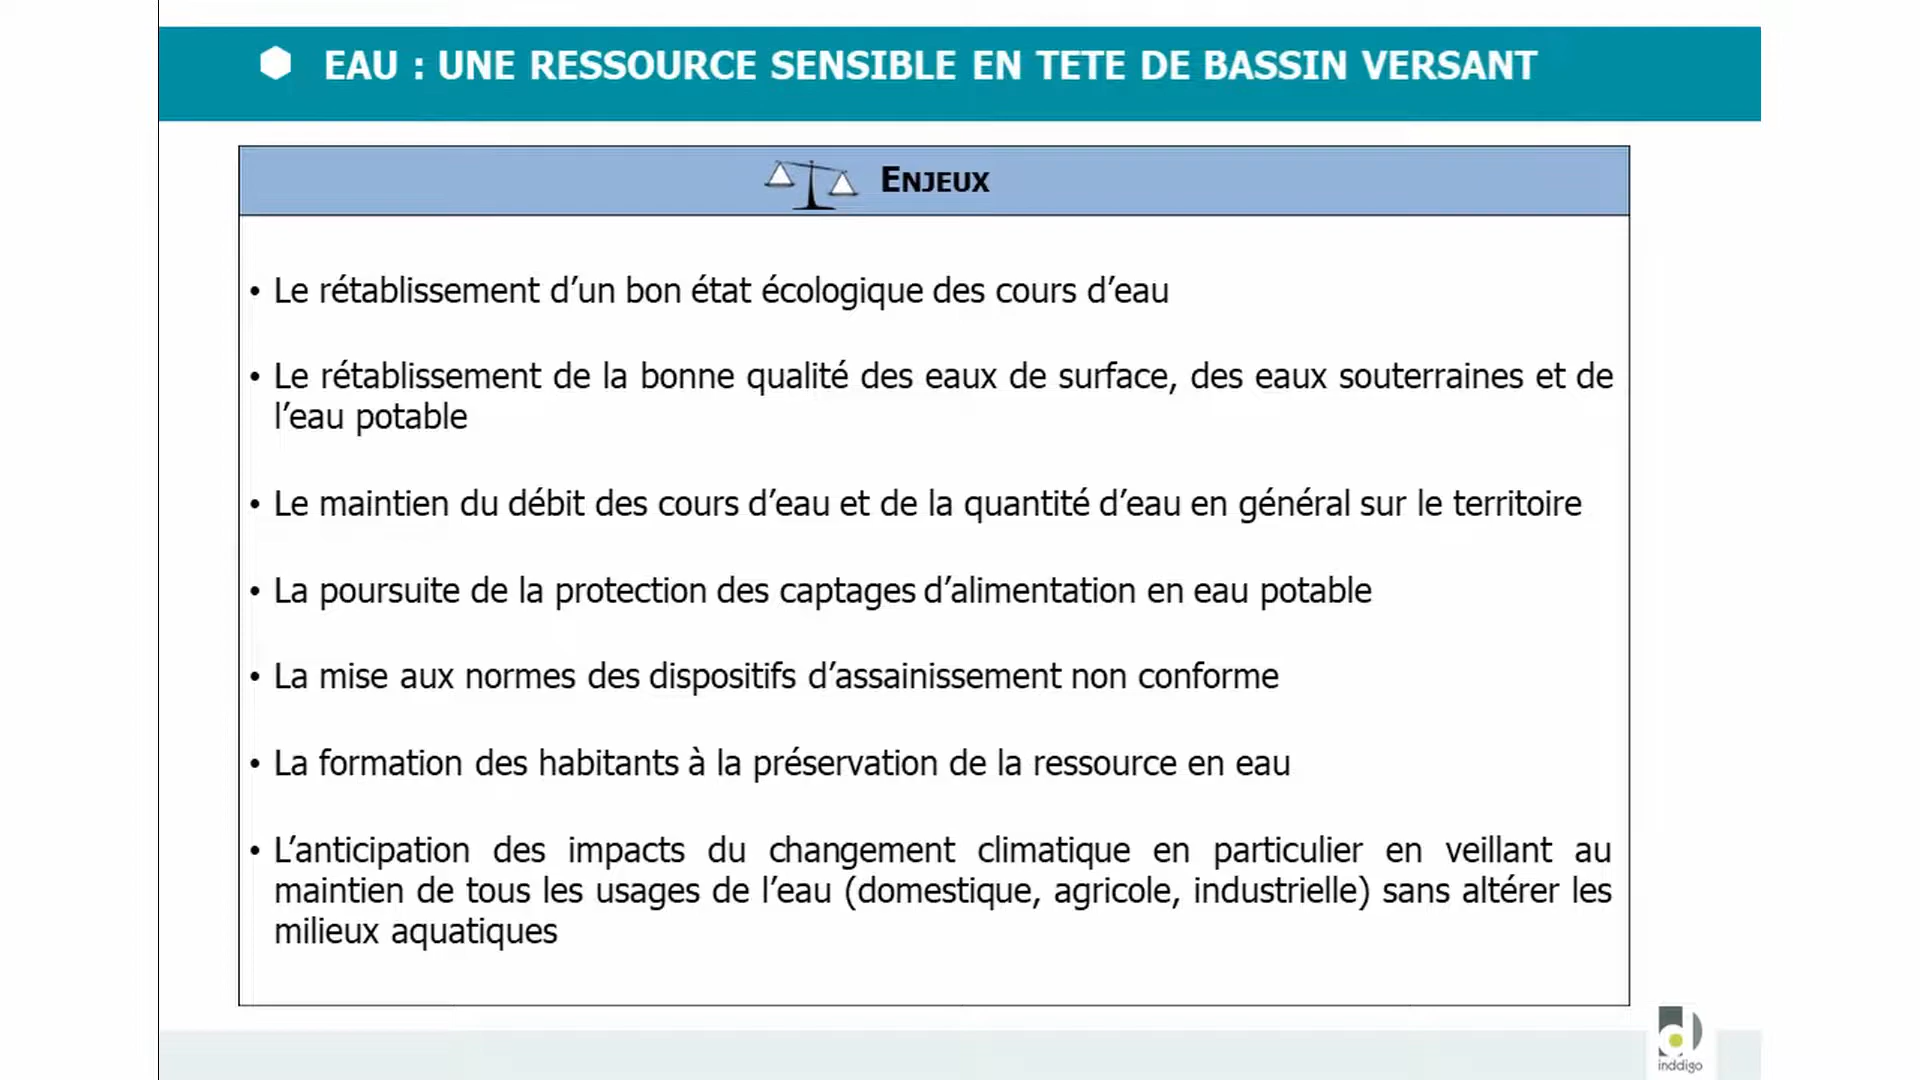 EAU : UNE RESSOURCE SENSIBLE EN TETE DE BASSIN VERSANT
ENJEUX
• Le rétablissement d’un bon état écologique des cours d’eau
• Le rétablissement de la bonne qualité des eaux de surface, des eaux souterraines et de
l’eau potable
• Le maintien du débit des cours d’eau et de la quantité d’eau en général sur le territoire
• La poursuite de la protection des captages d’alimentation en eau potable
• La mise aux normes des dispositifs d’assainissement non conforme
• La formation des habitants à la préservation de la ressource en eau
• L’anticipation des impacts du changement climatique en particulier en veillant au
maintien de tous les usages de l’eau (domestique, agricole, industrielle) sans altérer les
milieux aquatiques
inddigo